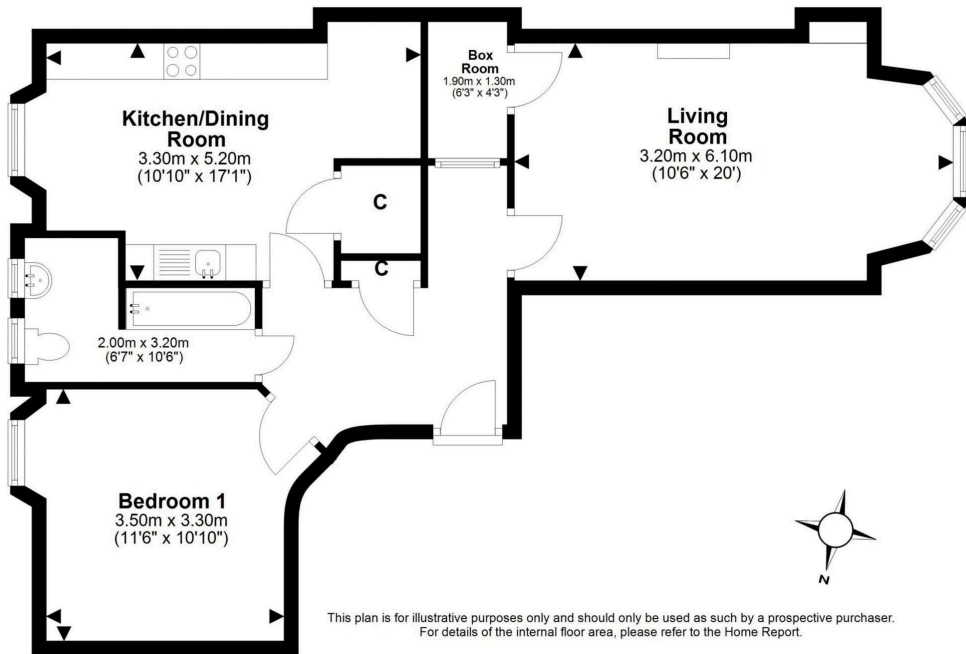 Kitchen/Dining
Room
3.30m x 5.20m
(10'10" x 17'1")
Box
Room
1.90m x 1.30m
(6'3" x 4'3")
Living
Room
3.20m x 6.10m
(10'6" x 20')
C
C
2.00m x 3.20m
(6'7" x 10'6")
Bedroom 1
3.50m x 3.30m
(11'6" x 10'10")
N
This plan is for illustrative purposes only and should only be used as such by a prospective purchaser.
For details of the internal floor area, please refer to the Home Report.